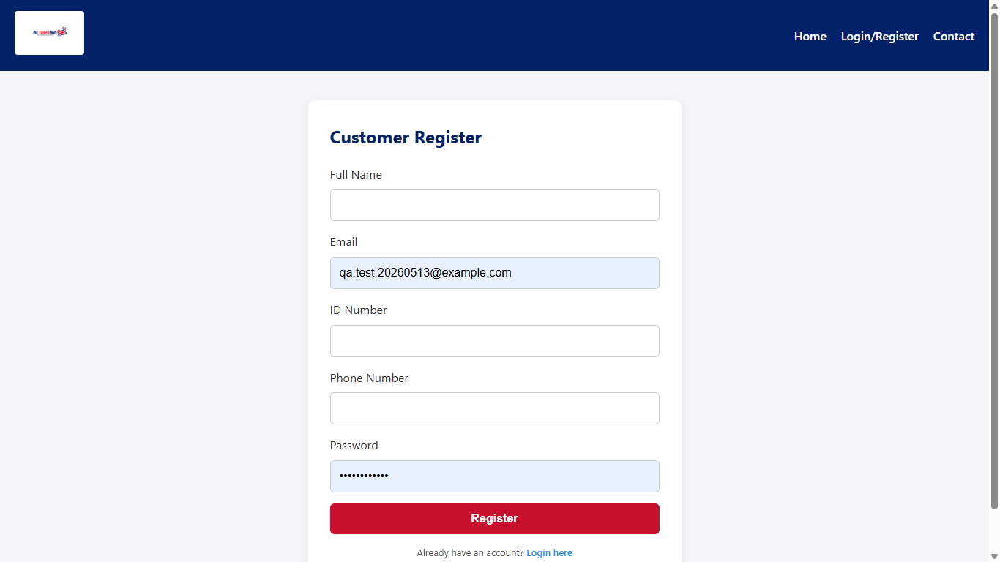 AETicketHub
Home
Login/Register
Contact
Customer Register
Full Name
Email
qa.test.20260513@example.com
ID Number
Phone Number
Password
••••••••••••
Register
Already have an account? Login here